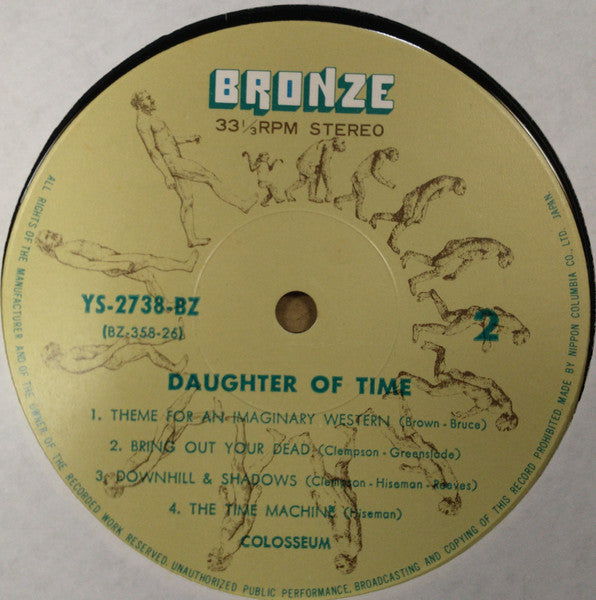 BRONZE
33⅓RPM STEREO
YS-2738-BZ
(BZ-358-26)
2
DAUGHTER OF TIME
1. THEME FOR AN IMAGINARY WESTERN (Brown-Bruce)
2. BRING OUT YOUR DEAD (Clempson-Greenslade)
3. DOWNHILL & SHADOWS (Clempson-Hiseman-Reeves)
4. THE TIME MACHINE (Hiseman)
COLOSSEUM
ALL RIGHTS OF THE MANUFACTURER AND OF THE OWNER OF THE RECORDED WORK RESERVED. UNAUTHORIZED PUBLIC PERFORMANCE, BROADCASTING AND COPYING OF THIS RECORD PROHIBITED. MADE BY NIPPON COLUMBIA CO., LTD. JAPAN.